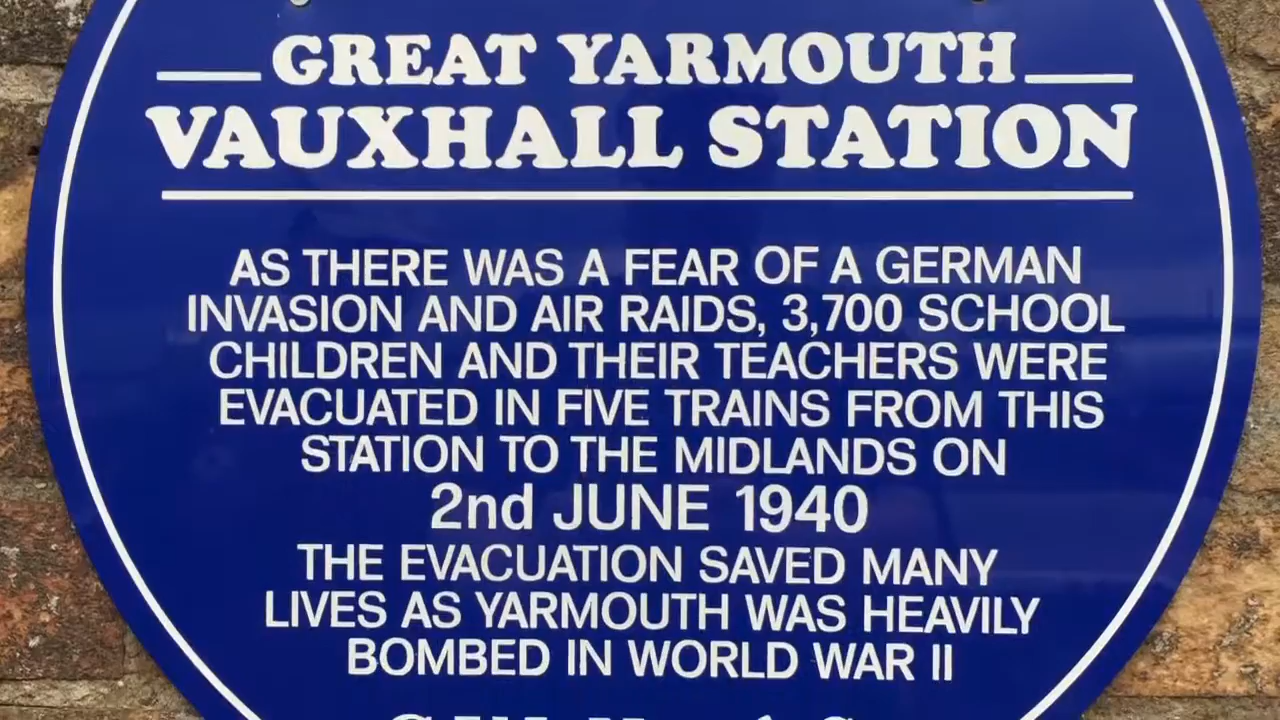 GREAT YARMOUTH
VAUXHALL STATION
AS THERE WAS A FEAR OF A GERMAN
INVASION AND AIR RAIDS, 3,700 SCHOOL
CHILDREN AND THEIR TEACHERS WERE
EVACUATED IN FIVE TRAINS FROM THIS
STATION TO THE MIDLANDS ON
2nd JUNE 1940
THE EVACUATION SAVED MANY
LIVES AS YARMOUTH WAS HEAVILY
BOMBED IN WORLD WAR II